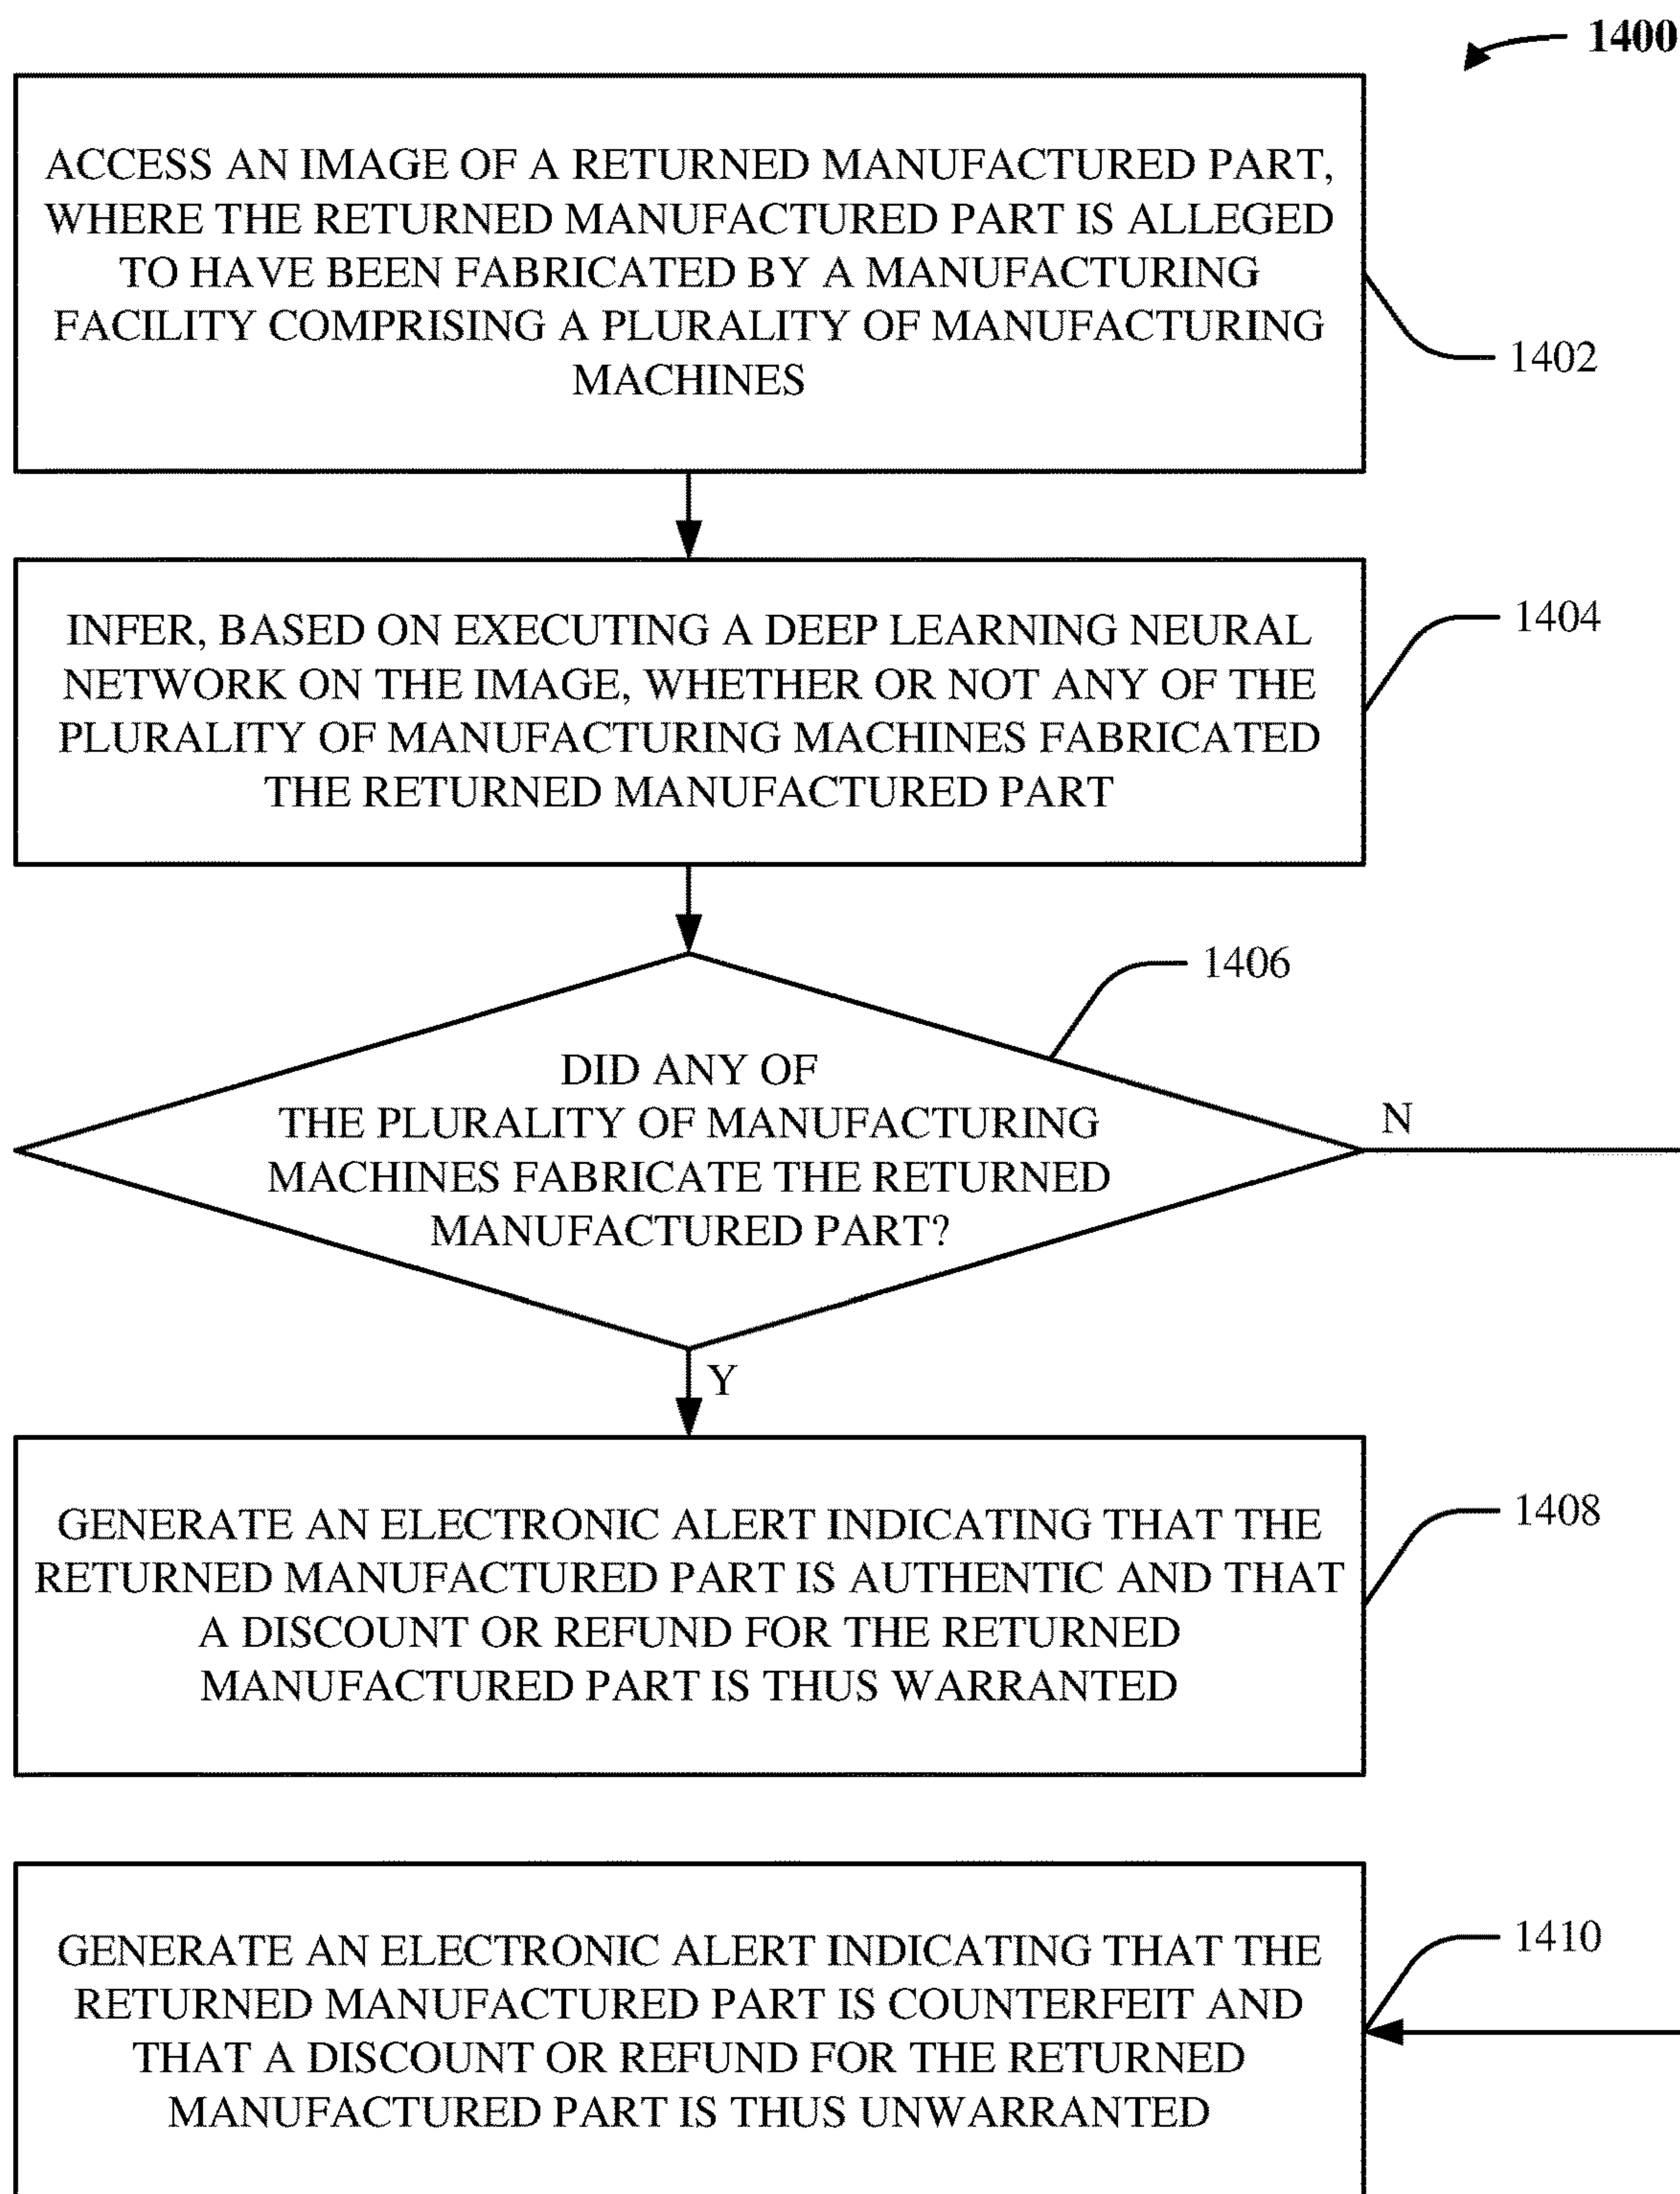 1400
ACCESS AN IMAGE OF A RETURNED MANUFACTURED PART,
WHERE THE RETURNED MANUFACTURED PART IS ALLEGED
TO HAVE BEEN FABRICATED BY A MANUFACTURING
FACILITY COMPRISING A PLURALITY OF MANUFACTURING
MACHINES
1402
INFER, BASED ON EXECUTING A DEEP LEARNING NEURAL
NETWORK ON THE IMAGE, WHETHER OR NOT ANY OF THE
PLURALITY OF MANUFACTURING MACHINES FABRICATED
THE RETURNED MANUFACTURED PART
1404
DID ANY OF
THE PLURALITY OF MANUFACTURING
MACHINES FABRICATE THE RETURNED
MANUFACTURED PART?
1406
N
Y
GENERATE AN ELECTRONIC ALERT INDICATING THAT THE
RETURNED MANUFACTURED PART IS AUTHENTIC AND THAT
A DISCOUNT OR REFUND FOR THE RETURNED
MANUFACTURED PART IS THUS WARRANTED
1408
GENERATE AN ELECTRONIC ALERT INDICATING THAT THE
RETURNED MANUFACTURED PART IS COUNTERFEIT AND
THAT A DISCOUNT OR REFUND FOR THE RETURNED
MANUFACTURED PART IS THUS UNWARRANTED
1410